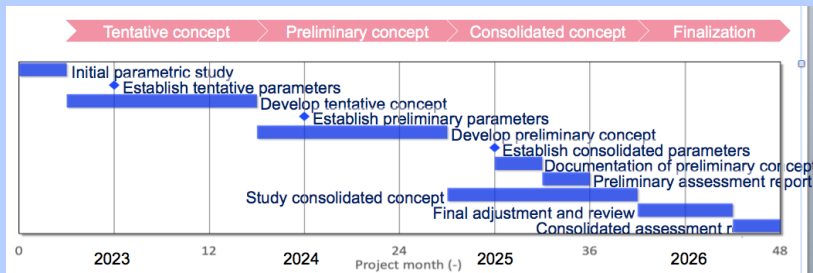 Tentative concept Preliminary concept Consolidated concept Finalization
Initial parametric study
Establish tentative parameters
Develop tentative concept
Establish preliminary parameters
Develop preliminary concept
Establish consolidated parameters
Documentation of preliminary concept
Preliminary assessment report
Study consolidated concept
Final adjustment and review
Consolidated assessment r
0 12 24 36 48
2023 2024 2025 2026
Project month (-)